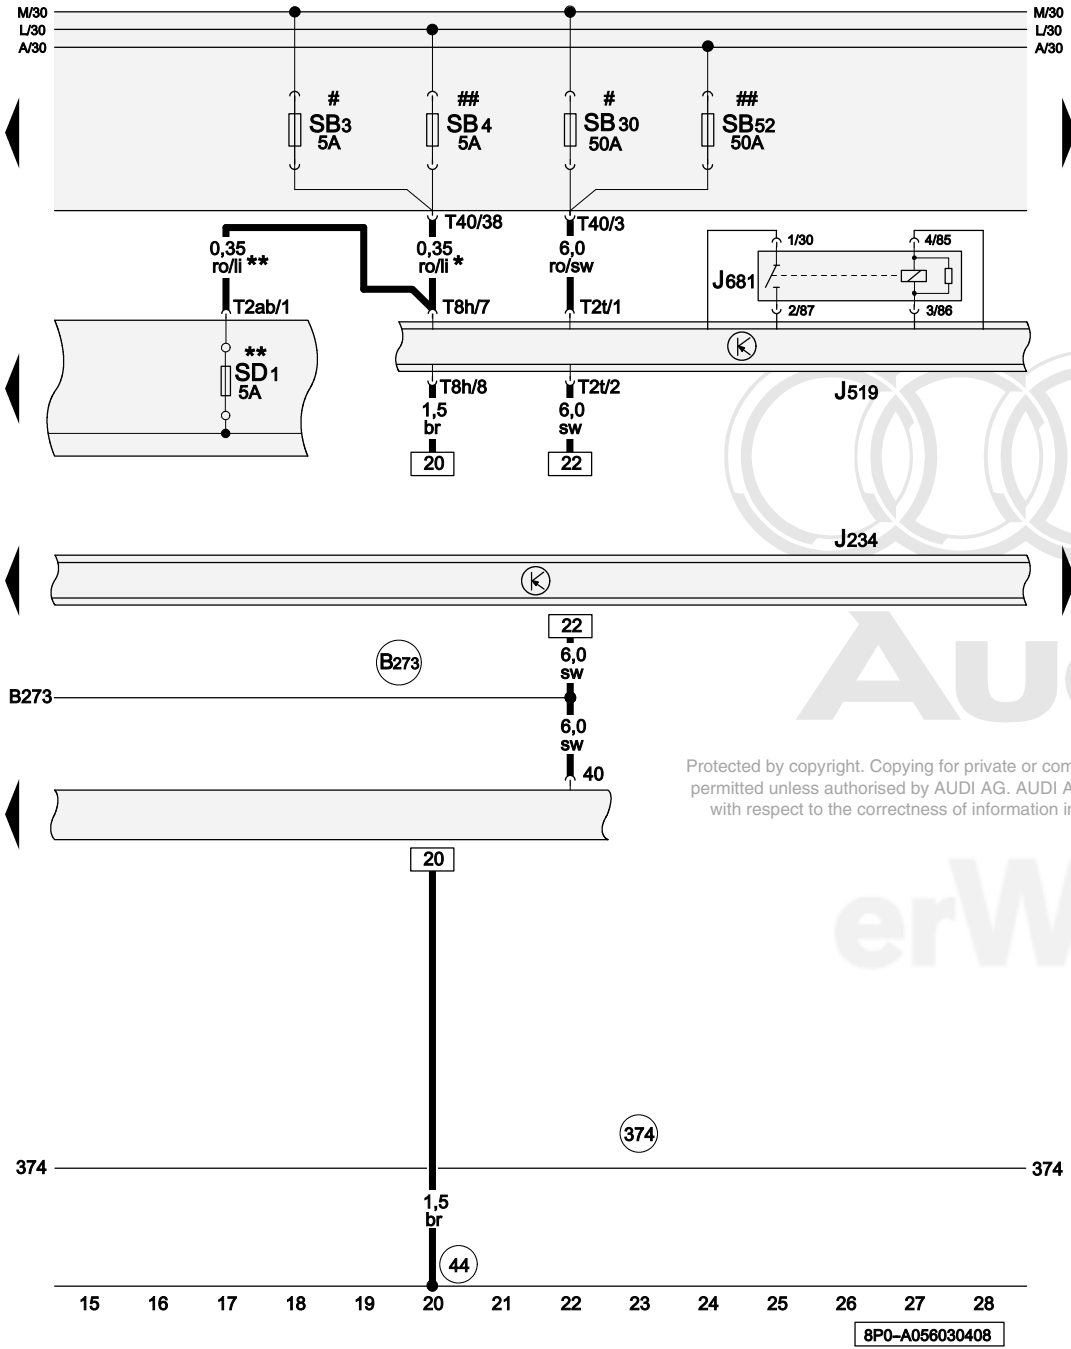 M/30 M/30
L/30 L/30
A/30 A/30
# ## # ##
SB3 SB4 SB30 SB52
5A 5A 50A 50A
T40/38 T40/3
0,35 0,35 6,0
ro/li ** ro/li * ro/sw
1/30 4/85
J681
T2ab/1 T8h/7 T2t/1 2/87 3/86
**
SD1
5A
T8h/8 T2t/2 J519
1,5 6,0
br sw
20 22
J234
22
B273
6,0
sw
B273
6,0
sw
40
Aud
Protected by copyright. Copying for private or com
permitted unless authorised by AUDI AG. AUDI A
with respect to the correctness of information in
20
erW
374
374 374
1,5
br
44
15 16 17 18 19 20 21 22 23 24 25 26 27 28
8P0-A056030408